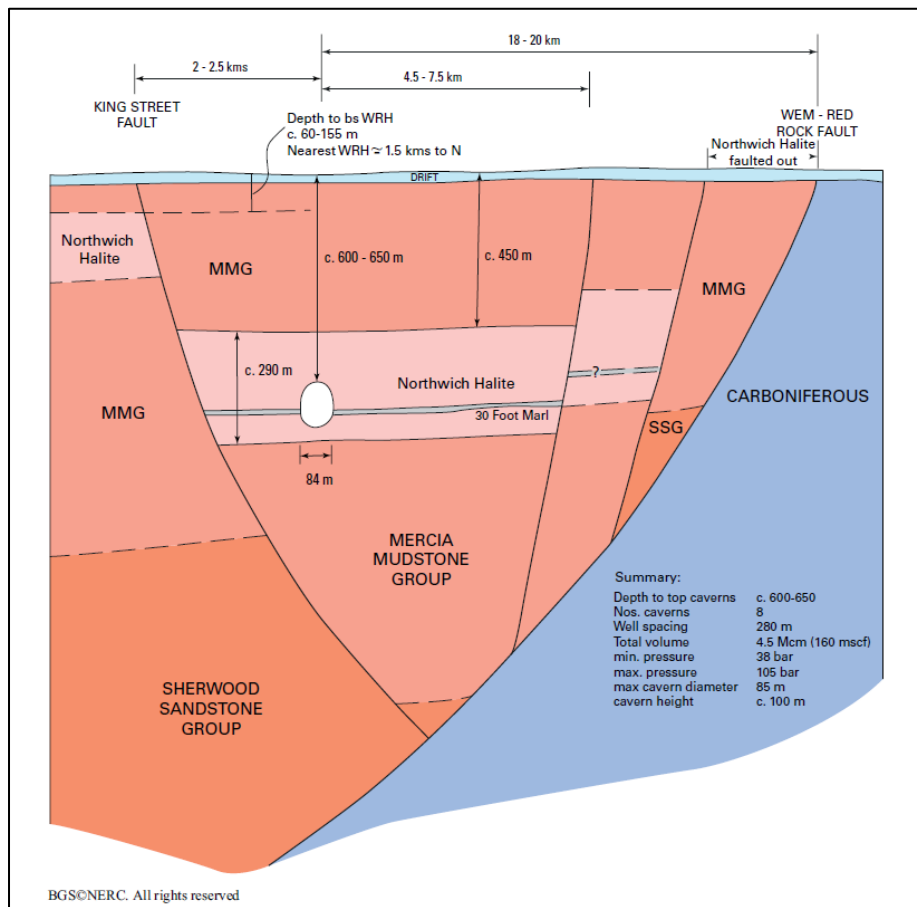 18 - 20 km
2 - 2.5 kms
4.5 - 7.5 km
KING STREET
FAULT
WEM - RED
ROCK FAULT
Depth to bs WRH
c. 60-155 m
Nearest WRH ≈ 1.5 kms to N
Northwich Halite
faulted out
DRIFT
Northwich
Halite
MMG
c. 600 - 650 m
c. 450 m
MMG
c. 290 m
Northwich Halite
?
MMG
30 Foot Marl
CARBONIFEROUS
SSG
84 m
MERCIA
MUDSTONE
GROUP
SHERWOOD
SANDSTONE
GROUP
Summary:
Depth to top caverns c. 600-650
Nos. caverns 8
Well spacing 280 m
Total volume 4.5 Mcm (160 mscf)
min. pressure 38 bar
max. pressure 105 bar
max cavern diameter 85 m
cavern height c. 100 m
BGS©NERC. All rights reserved